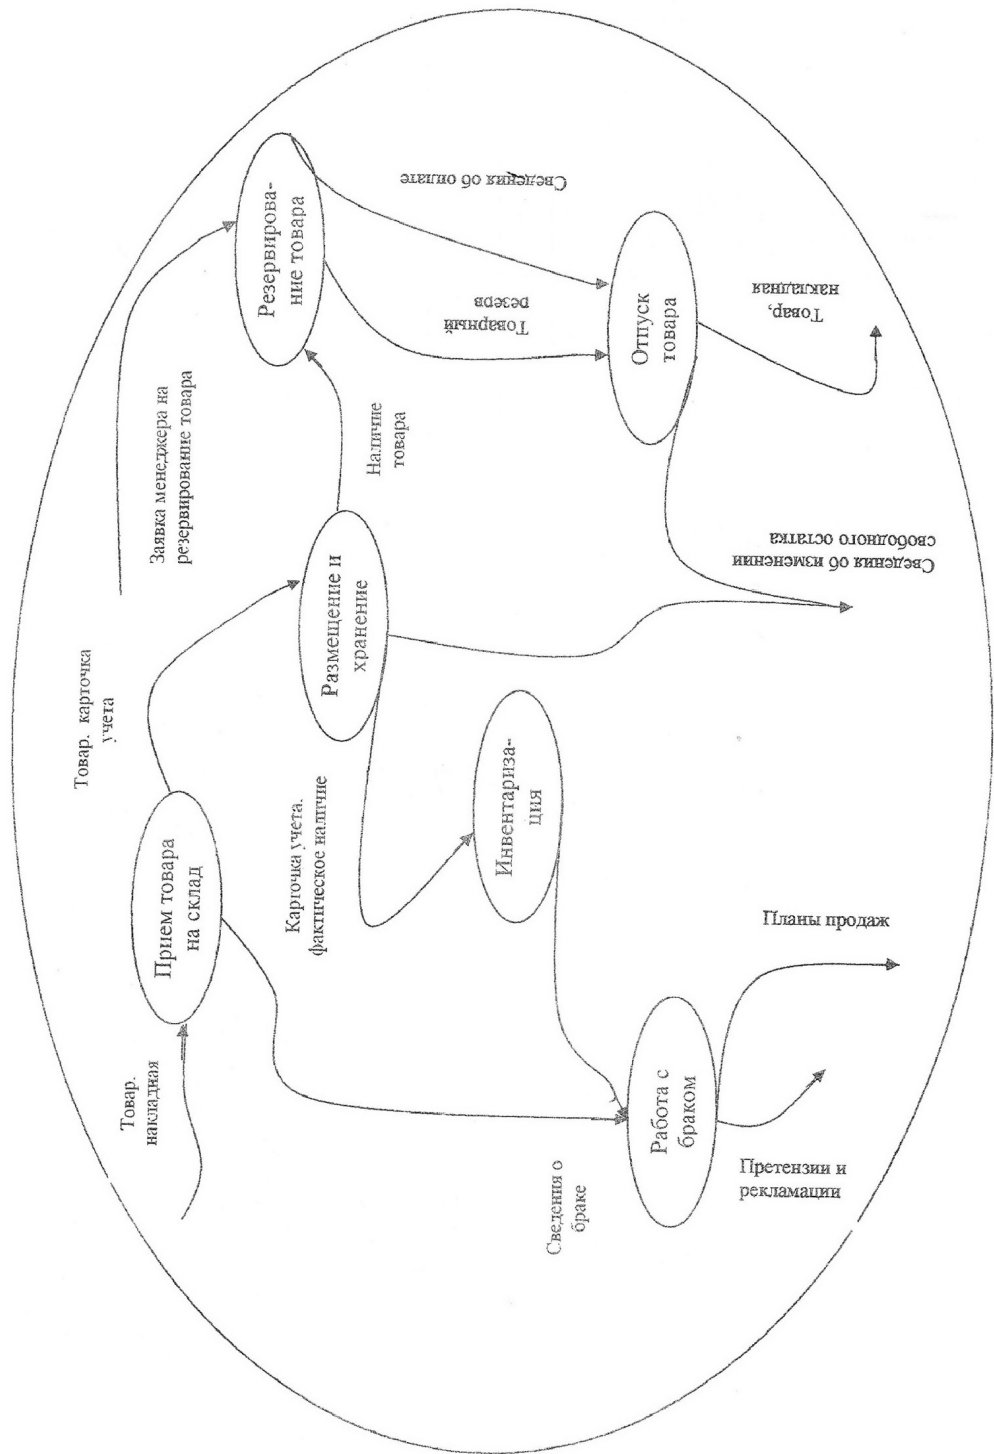 Товар.
накладная
Прием товара
на склад
Товар. карточка
учета
Заявка менеджера на
резервирование товара
Размещение и
хранение
Наличие
товара
Резервирова-
ние товара
Сведения об оплате
Товарный
резерв
Отпуск
товара
Товар,
накладная
Сведения об изменении
свободного остатка
Карточка учета.
фактическое наличие
Инвентариза-
ция
Сведения о
браке
Работа с
браком
Планы продаж
Претензии и
рекламации